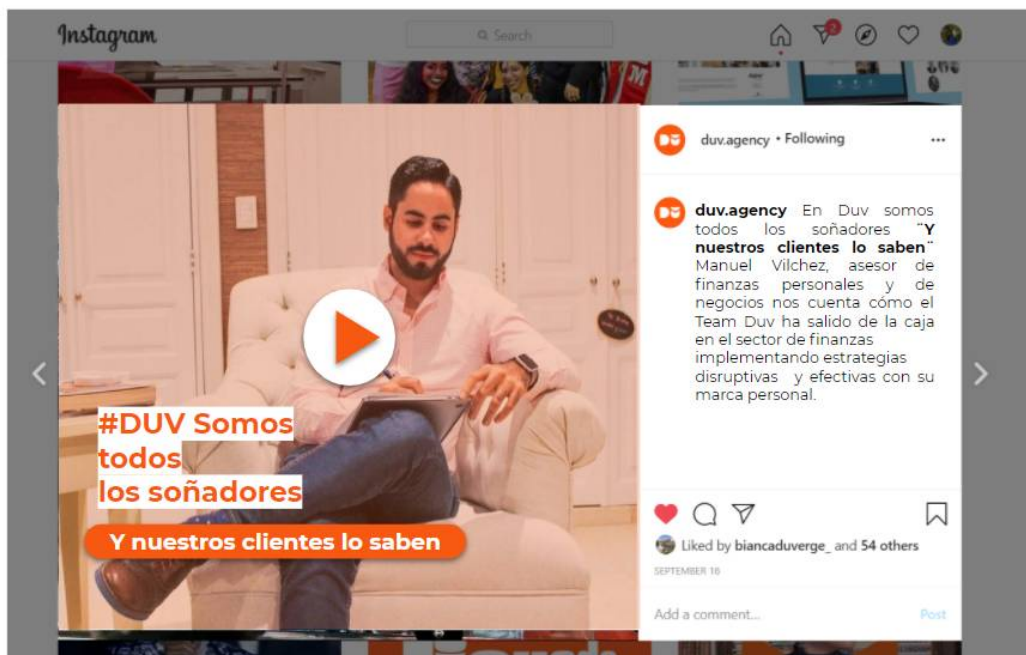 Instagram
Search
2
duv.agency • Following
duv.agency En Duv somos
todos los soñadores ¨Y
nuestros clientes lo saben¨
Manuel Vilchez, asesor de
finanzas personales y de
negocios nos cuenta cómo el
Team Duv ha salido de la caja
en el sector de finanzas
implementando estrategias
disruptivas y efectivas con su
marca personal.
#DUV Somos
todos
los soñadores
Y nuestros clientes lo saben
Liked by biancaduverge_ and 54 others
SEPTEMBER 16
Add a comment...
Post